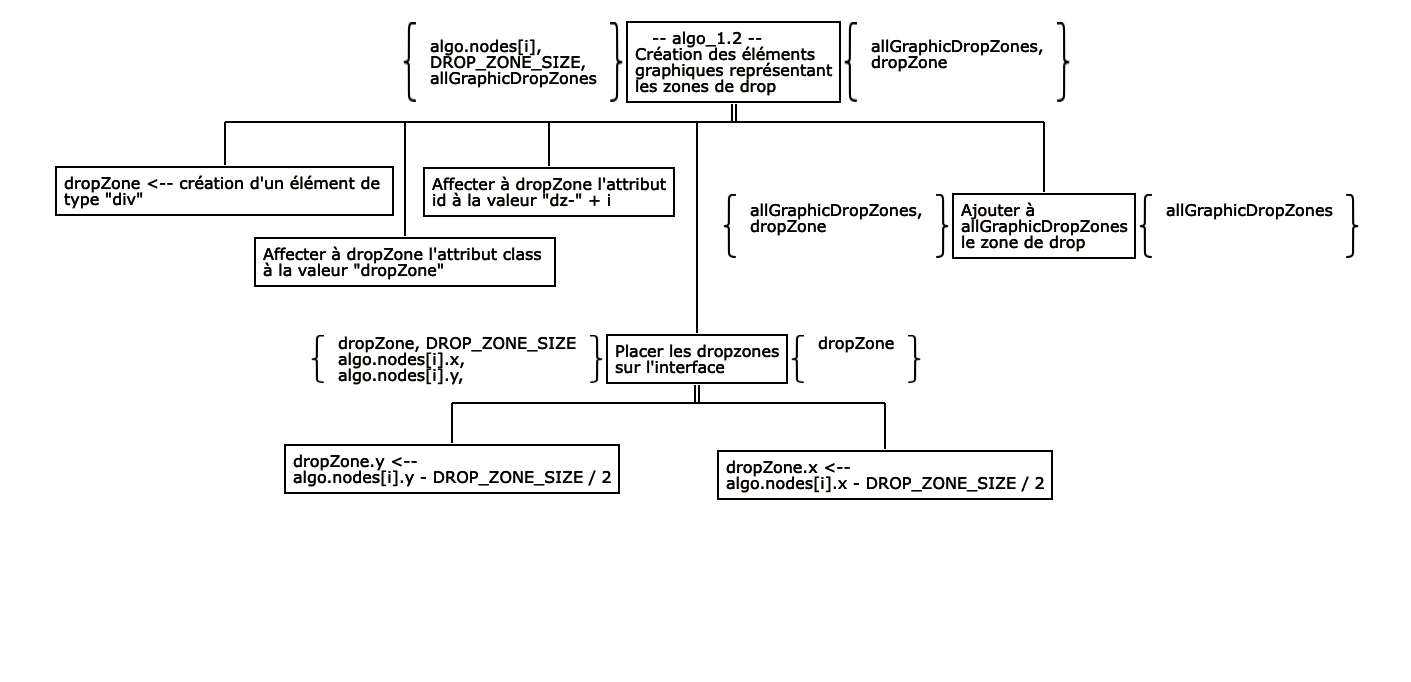 algo.nodes[i],
DROP_ZONE_SIZE,
allGraphicDropZones
-- algo_1.2 --
Création des éléments
graphiques représentant
les zones de drop
allGraphicDropZones,
dropZone
dropZone <-- création d'un élément de
type "div"
Affecter à dropZone l'attribut class
à la valeur "dropZone"
Affecter à dropZone l'attribut
id à la valeur "dz-" + i
allGraphicDropZones,
dropZone
Ajouter à
allGraphicDropZones
le zone de drop
allGraphicDropZones
dropZone, DROP_ZONE_SIZE
algo.nodes[i].x,
algo.nodes[i].y,
Placer les dropzones
sur l'interface
dropZone
dropZone.y <--
algo.nodes[i].y - DROP_ZONE_SIZE / 2
dropZone.x <--
algo.nodes[i].x - DROP_ZONE_SIZE / 2